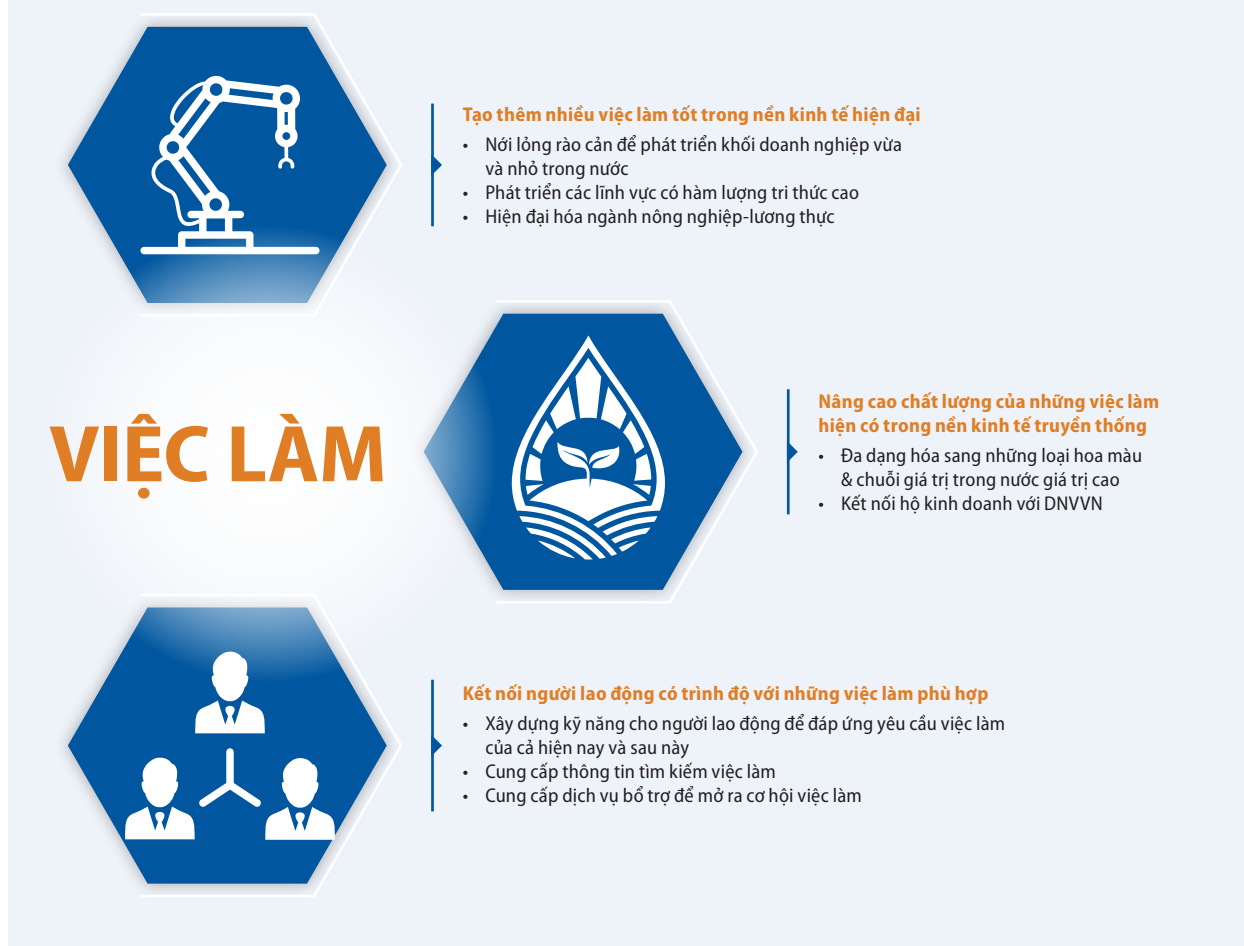 Tạo thêm nhiều việc làm tốt trong nền kinh tế hiện đại
• Nới lỏng rào cản để phát triển khối doanh nghiệp vừa
và nhỏ trong nước
• Phát triển các lĩnh vực có hàm lượng tri thức cao
• Hiện đại hóa ngành nông nghiệp-lương thực
VIỆC LÀM
Nâng cao chất lượng của những việc làm
hiện có trong nền kinh tế truyền thống
• Đa dạng hóa sang những loại hoa màu
& chuỗi giá trị trong nước giá trị cao
• Kết nối hộ kinh doanh với DNVVN
Kết nối người lao động có trình độ với những việc làm phù hợp
• Xây dựng kỹ năng cho người lao động để đáp ứng yêu cầu việc làm
của cả hiện nay và sau này
• Cung cấp thông tin tìm kiếm việc làm
• Cung cấp dịch vụ bổ trợ để mở ra cơ hội việc làm